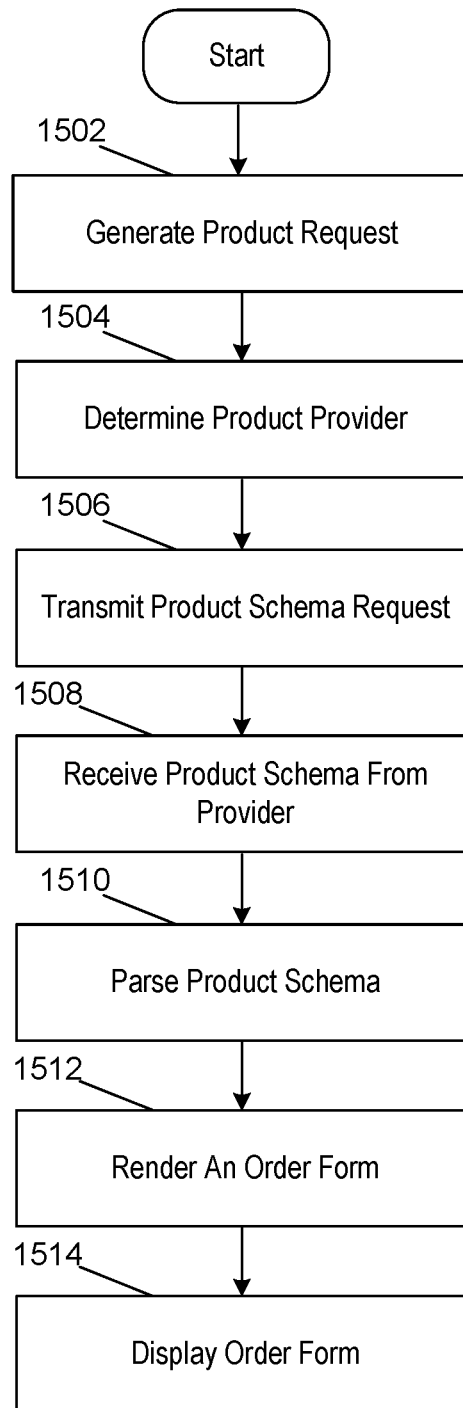 Start
1502
Generate Product Request
1504
Determine Product Provider
1506
Transmit Product Schema Request
1508
Receive Product Schema From
Provider
1510
Parse Product Schema
1512
Render An Order Form
1514
Display Order Form